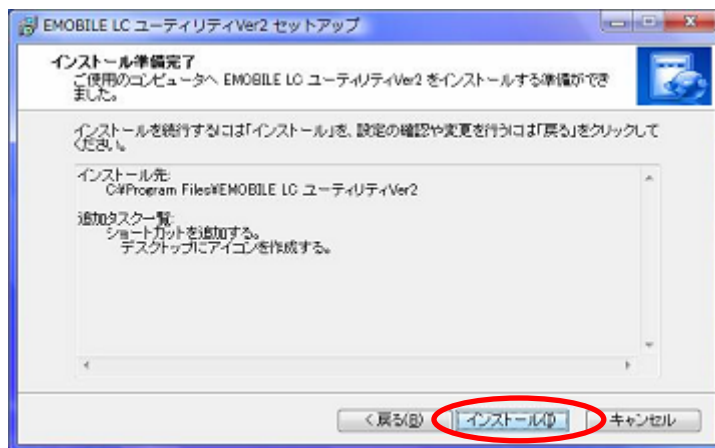 EMOBILE LC ユーティリティVer2 セットアップ
インストール準備完了
ご使用のコンピュータへ EMOBILE LC ユーティリティVer2 をインストールする準備ができ
ました。
インストールを続行するには「インストール」を、設定の確認や変更を行うには「戻る」をクリックして
ください。
インストール先:
C:¥Program Files¥EMOBILE LC ユーティリティVer2
追加タスク一覧:
ショートカットを追加する。
デスクトップにアイコンを作成する。
< 戻る(B)
インストール(I)
キャンセル